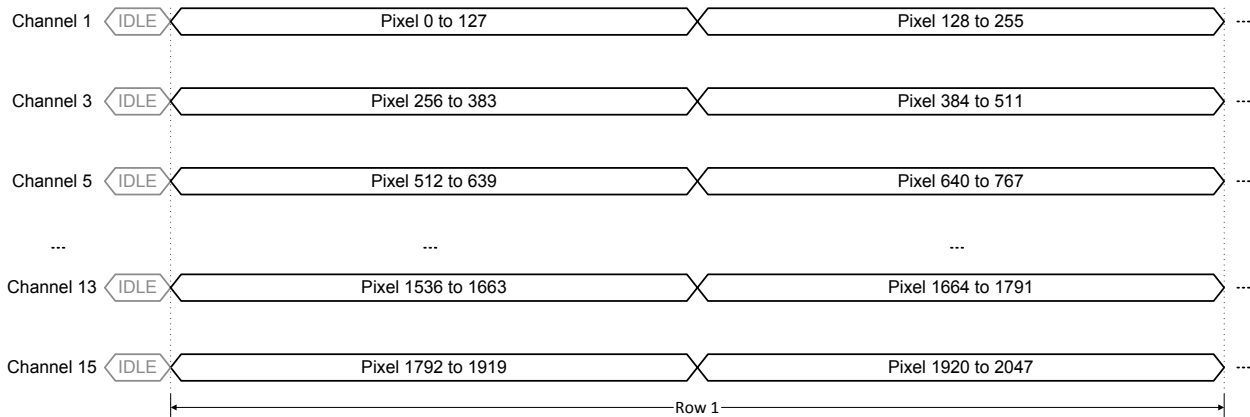 Channel 1 IDLE Pixel 0 to 127 Pixel 128 to 255 ---
Channel 3 IDLE Pixel 256 to 383 Pixel 384 to 511 ---
Channel 5 IDLE Pixel 512 to 639 Pixel 640 to 767 ---
--- --- ---
Channel 13 IDLE Pixel 1536 to 1663 Pixel 1664 to 1791 ---
Channel 15 IDLE Pixel 1792 to 1919 Pixel 1920 to 2047 ---
Row 1